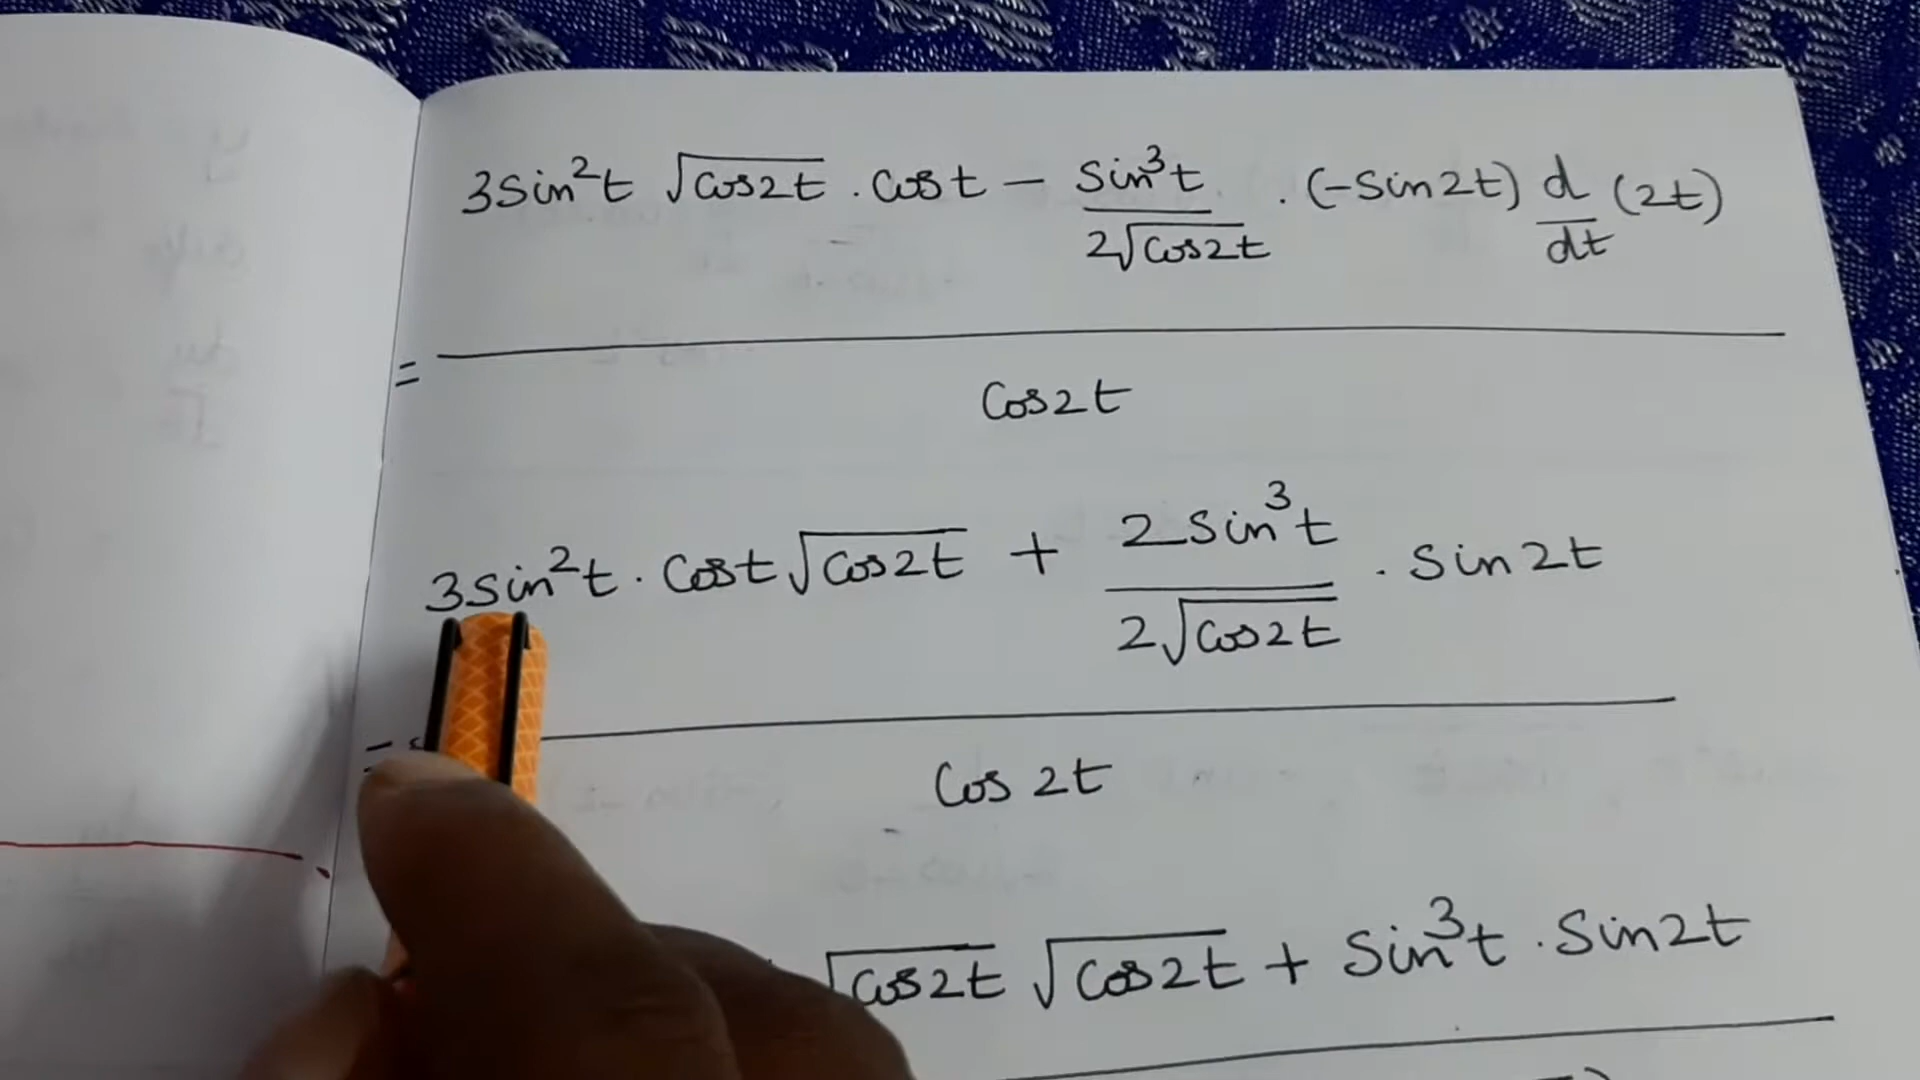 3sin²t √cos2t . cost − sin³t/2√cos2t . (−sin2t) d/dt (2t)
=
cos2t
3sin²t . cost √cos2t + 2sin³t/2√cos2t . sin2t
=
cos 2t
√cos2t √cos2t + sin³t . sin2t